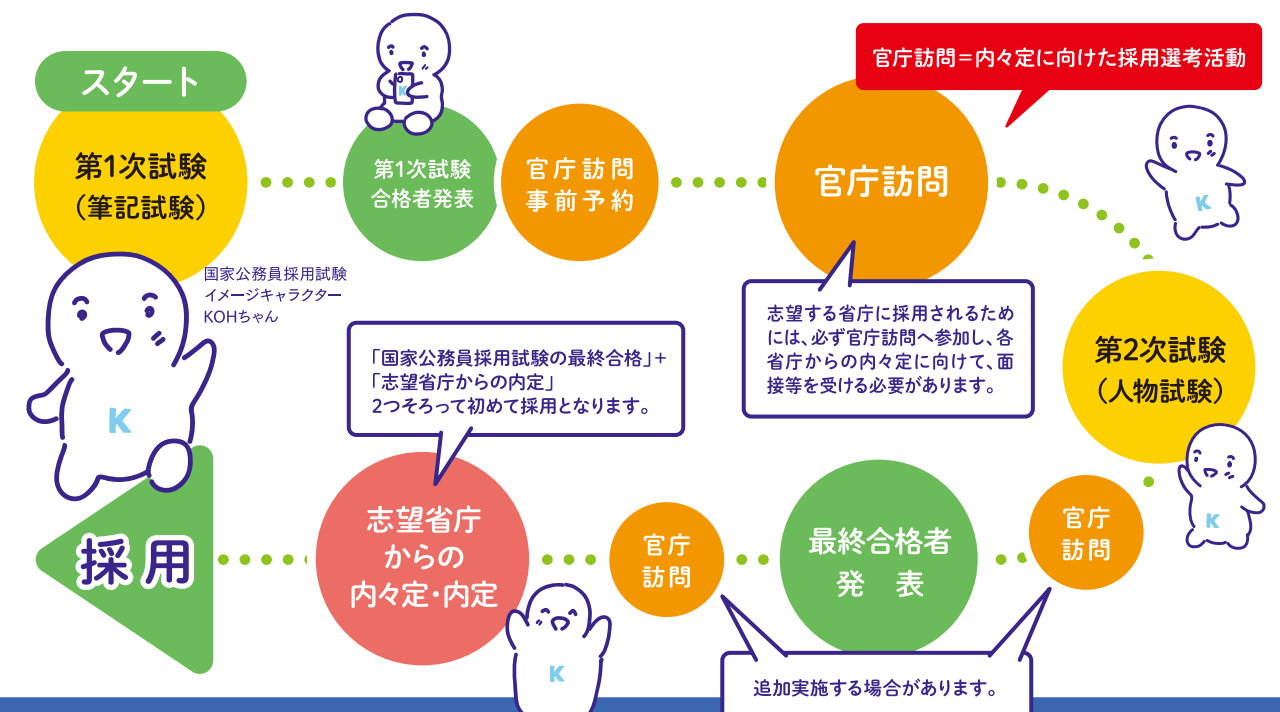 スタート
第1次試験
（筆記試験）
K
第1次試験
合格者発表
官庁訪問
事前予約
官庁訪問＝内々定に向けた採用選考活動
官庁訪問
K
志望する省庁に採用されるため
には、必ず官庁訪問へ参加し、各
省庁からの内々定に向けて、面
接等を受ける必要があります。
第2次試験
（人物試験）
K
国家公務員採用試験
イメージキャラクター
KOHちゃん
K
官庁
訪問
最終合格者
発　表
追加実施する場合があります。
官庁
訪問
「国家公務員採用試験の最終合格」+
「志望省庁からの内定」
2つそろって初めて採用となります。
志望省庁
からの
内々定・内定
K
採用